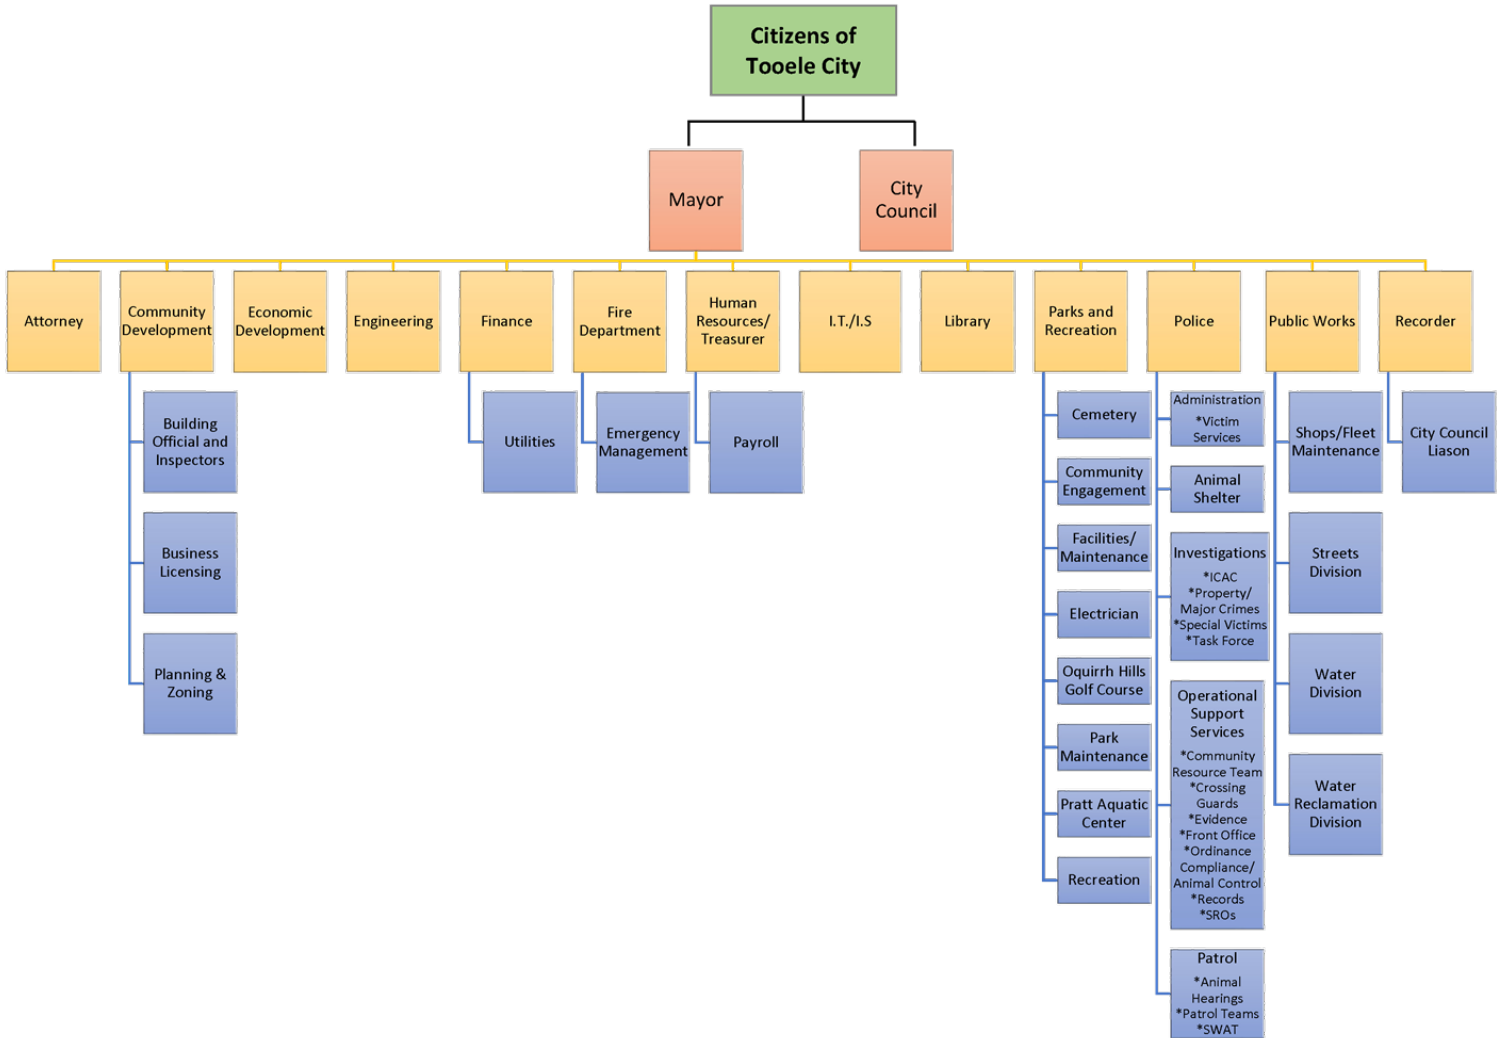 Citizens of
Tooele City
Mayor
City
Council
Attorney
Community
Development
Economic
Development
Engineering
Finance
Fire
Department
Human
Resources/
Treasurer
I.T./I.S
Library
Parks and
Recreation
Police
Public Works
Recorder
Building
Official and
Inspectors
Business
Licensing
Planning &
Zoning
Utilities
Emergency
Management
Payroll
Cemetery
Community
Engagement
Facilities/
Maintenance
Electrician
Oquirrh Hills
Golf Course
Park
Maintenance
Pratt Aquatic
Center
Recreation
Administration
*Victim
Services
Animal
Shelter
Investigations
*ICAC
*Property/
Major Crimes
*Special Victims
*Task Force
Operational
Support
Services
*Community
Resource Team
*Crossing
Guards
*Evidence
*Front Office
*Ordinance
Compliance/
Animal Control
*Records
*SROs
Patrol
*Animal
Hearings
*Patrol Teams
*SWAT
Shops/Fleet
Maintenance
Streets
Division
Water
Division
Water
Reclamation
Division
City Council
Liason